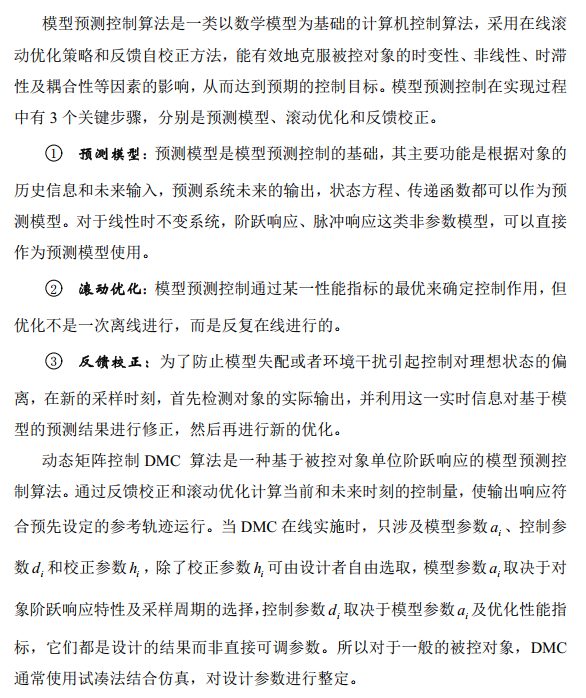 模型预测控制算法是一类以数学模型为基础的计算机控制算法，采用在线滚
动优化策略和反馈自校正方法，能有效地克服被控对象的时变性、非线性、时滞
性及耦合性等因素的影响，从而达到预期的控制目标。模型预测控制在实现过程
中有 3 个关键步骤，分别是预测模型、滚动优化和反馈校正。
① 预测模型：预测模型是模型预测控制的基础，其主要功能是根据对象的
历史信息和未来输入，预测系统未来的输出，状态方程、传递函数都可以作为预
测模型。对于线性时不变系统，阶跃响应、脉冲响应这类非参数模型，可以直接
作为预测模型使用。
② 滚动优化：模型预测控制通过某一性能指标的最优来确定控制作用，但
优化不是一次离线进行，而是反复在线进行的。
③ 反馈校正：为了防止模型失配或者环境干扰引起控制对理想状态的偏
离，在新的采样时刻，首先检测对象的实际输出，并利用这一实时信息对基于模
型的预测结果进行修正，然后再进行新的优化。
动态矩阵控制 DMC 算法是一种基于被控对象单位阶跃响应的模型预测控
制算法。通过反馈校正和滚动优化计算当前和未来时刻的控制量，使输出响应符
合预先设定的参考轨迹运行。当 DMC 在线实施时，只涉及模型参数 aᵢ、控制参
数 dᵢ 和校正参数 hᵢ，除了校正参数 hᵢ 可由设计者自由选取，模型参数 aᵢ 取决于对
象阶跃响应特性及采样周期的选择，控制参数 dᵢ 取决于模型参数 aᵢ 及优化性能指
标，它们都是设计的结果而非直接可调参数。所以对于一般的被控对象，DMC
通常使用试凑法结合仿真，对设计参数进行整定。